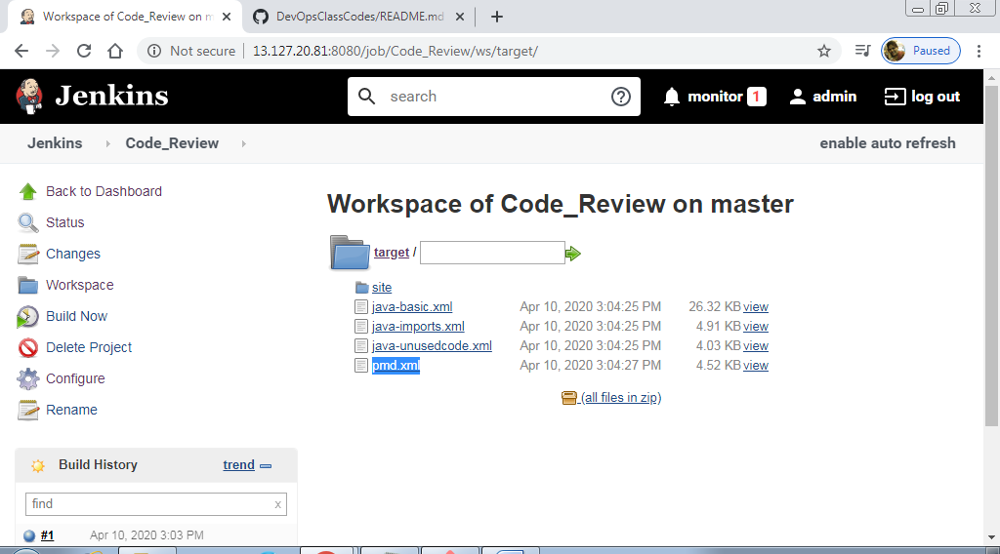 Workspace of Code_Review on m
DevOpsClassCodes/README.md
Not secure 13.127.20.81:8080/job/Code_Review/ws/target/
Paused
Jenkins
search
monitor 1
admin
log out
Jenkins
Code_Review
enable auto refresh
Back to Dashboard
Status
Changes
Workspace
Build Now
Delete Project
Configure
Rename
Build History
trend
find x
#1 Apr 10, 2020 3:03 PM
Workspace of Code_Review on master
target /
site
java-basic.xml Apr 10, 2020 3:04:25 PM 26.32 KB view
java-imports.xml Apr 10, 2020 3:04:25 PM 4.91 KB view
java-unusedcode.xml Apr 10, 2020 3:04:25 PM 4.03 KB view
pmd.xml Apr 10, 2020 3:04:27 PM 4.52 KB view
(all files in zip)